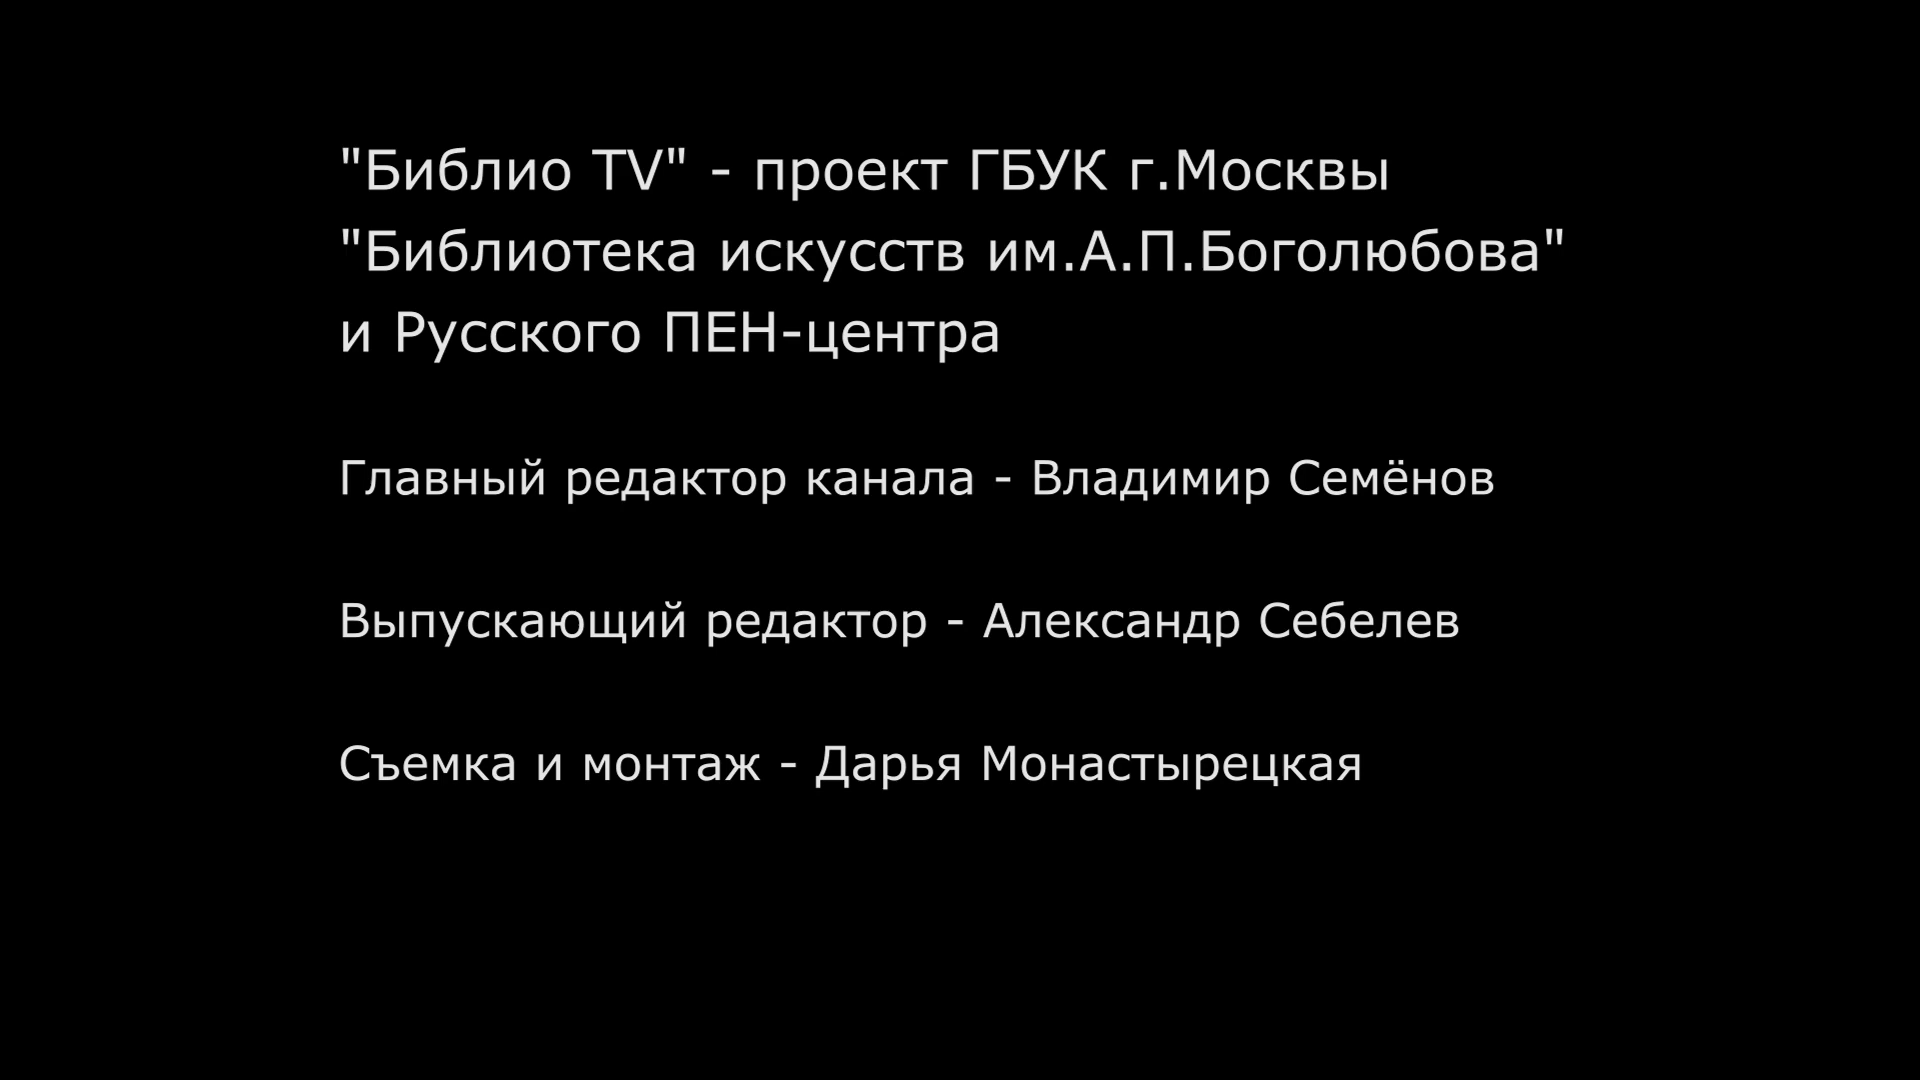 "Библио TV" - проект ГБУК г.Москвы
"Библиотека искусств им.А.П.Боголюбова"
и Русского ПЕН-центра
Главный редактор канала - Владимир Семёнов
Выпускающий редактор - Александр Себелев
Съемка и монтаж - Дарья Монастырецкая